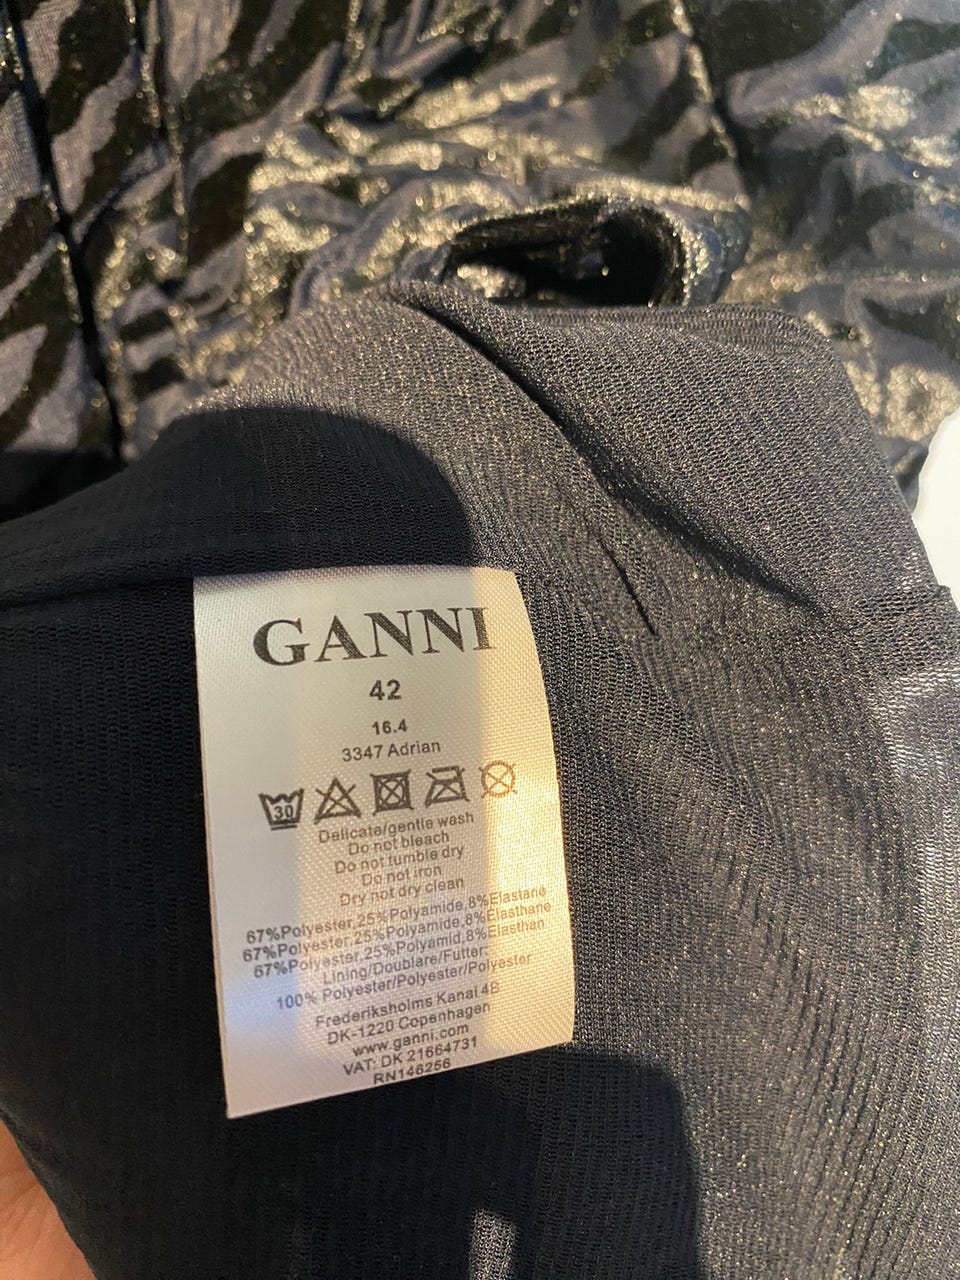 GANNI
42
16.4
3347 Adrian
30
Delicate/gentle wash
Do not bleach
Do not tumble dry
Do not iron
Dry not dry clean
67%Polyester,25%Polyamide,8%Elastane
67%Polyester,25%Polyamide,8%Elasthane
67%Polyester,25%Polyamid,8%Elasthan
Lining/Doublare/Futter:
100% Polyester/Polyester/Polyester
Frederiksholms Kanal 4B
DK-1220 Copenhagen
www.ganni.com
VAT: DK 21664731
RN146256